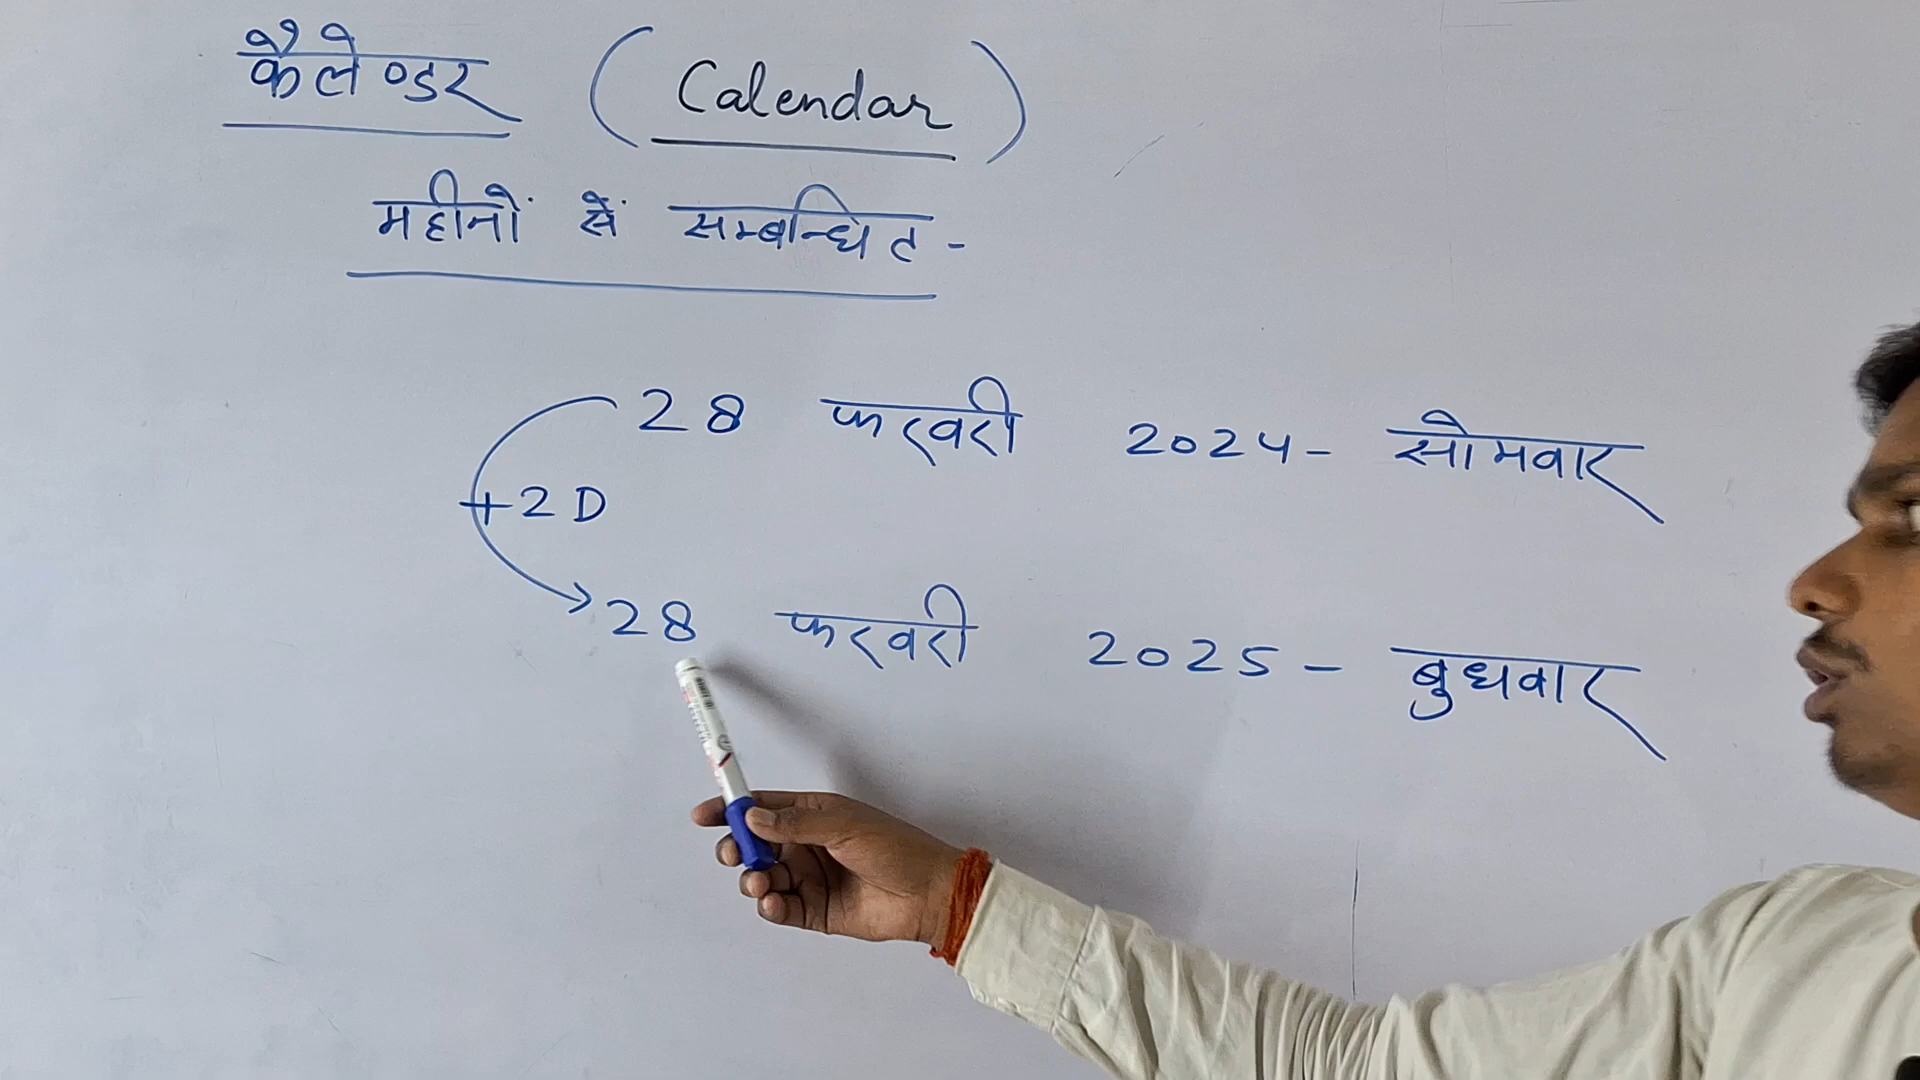 कैलेण्डर (Calendar)
महीनों सें सम्बन्धित -
28 फरवरी 2024 - सोमवार
+2D
28 फरवरी 2025 - बुधवार